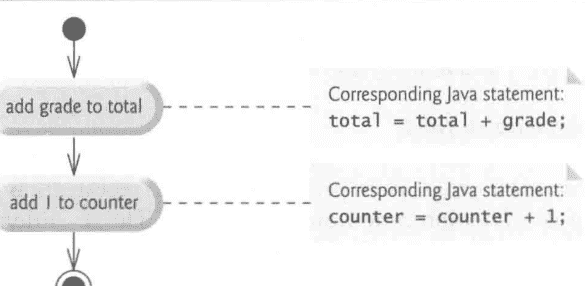 add grade to total
Corresponding Java statement:
total = total + grade;
add 1 to counter
Corresponding Java statement:
counter = counter + 1;